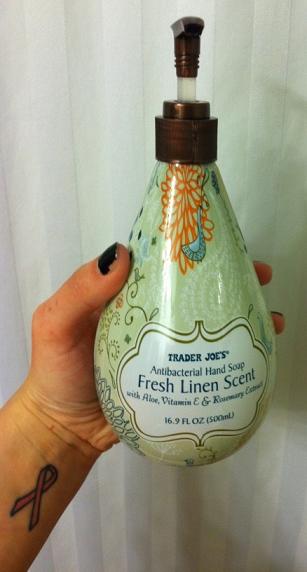 TRADER JOE'S®
Antibacterial Hand Soap
Fresh Linen Scent
with Aloe, Vitamin E & Rosemary Extract
16.9 FL OZ (500mL)